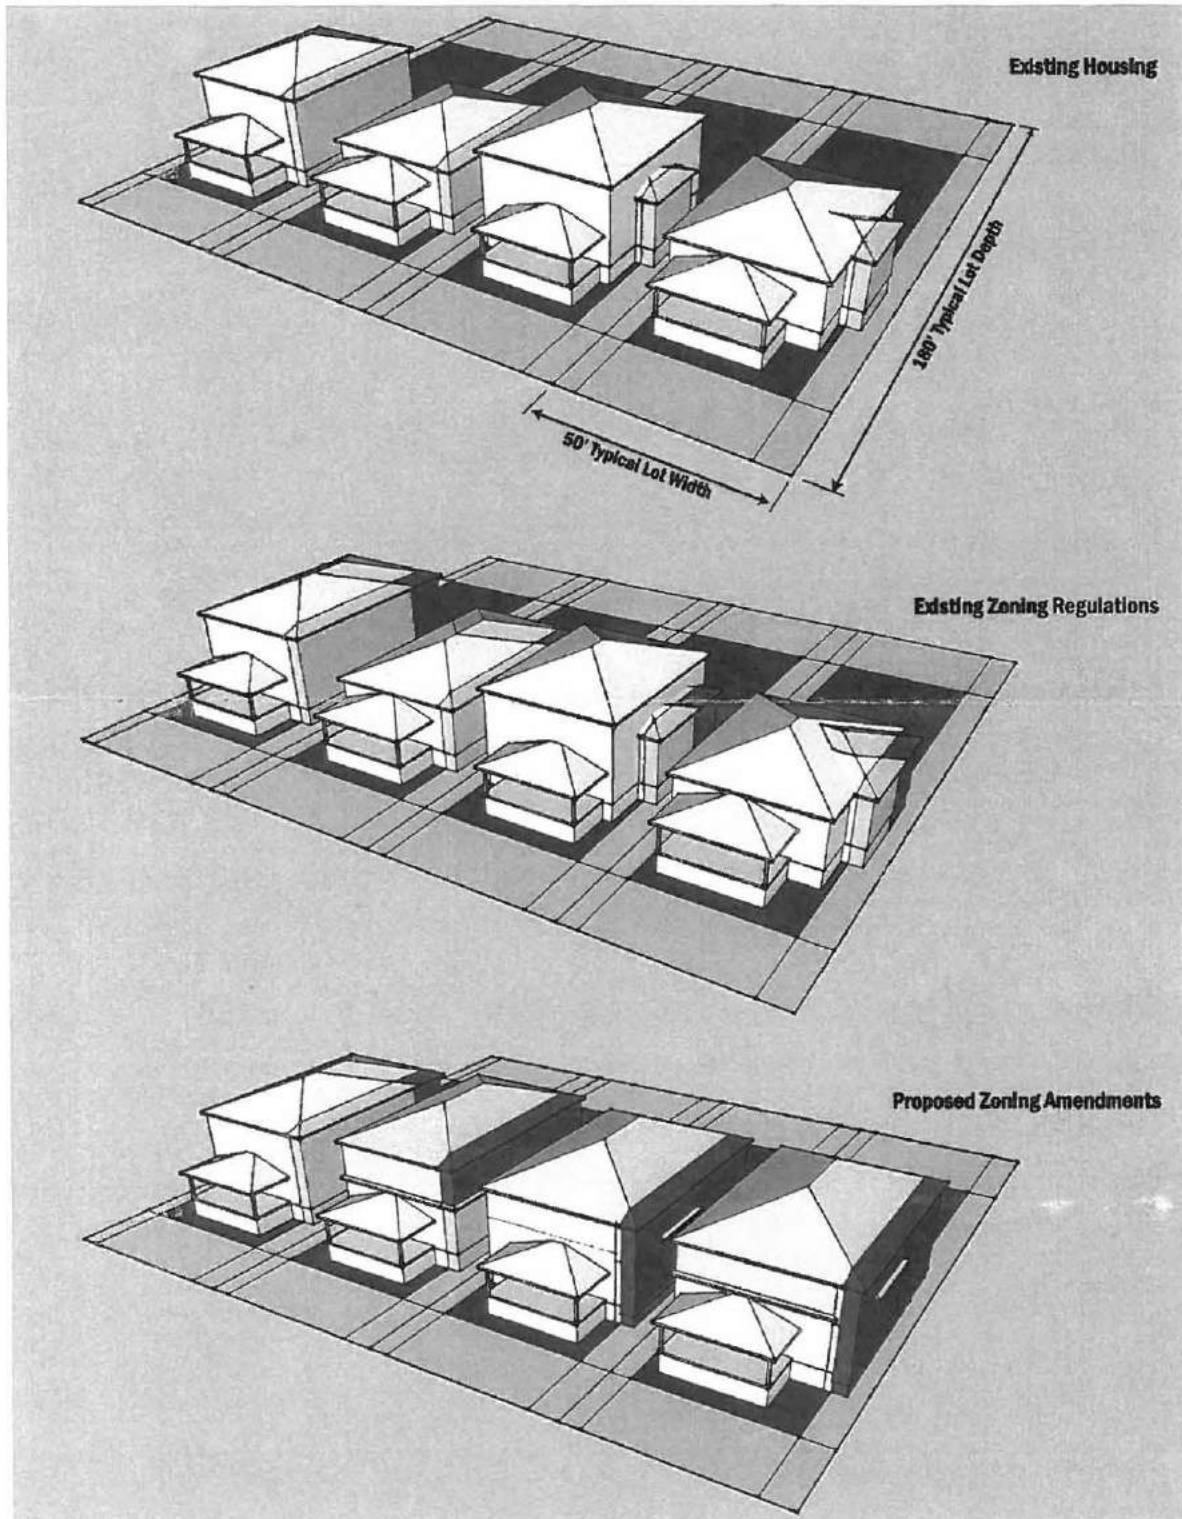 Existing Housing
180' Typical Lot Depth
50' Typical Lot Width
Existing Zoning Regulations
Proposed Zoning Amendments